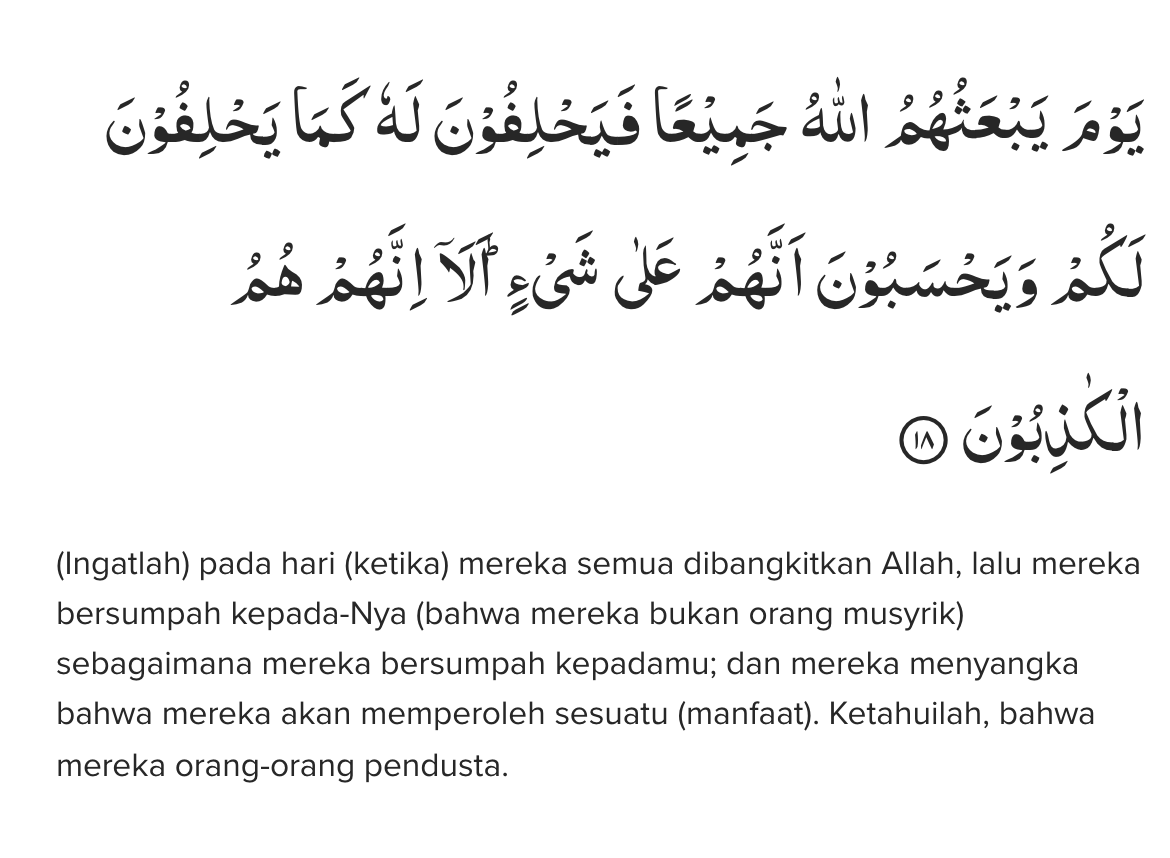 يَوْمَ يَبْعَثُهُمُ اللّٰهُ جَمِيْعًا فَيَحْلِفُوْنَ لَهٗ كَمَا يَحْلِفُوْنَ
لَكُمْ وَيَحْسَبُوْنَ اَنَّهُمْ عَلٰى شَيْءٍ ۗ اَلَآ اِنَّهُمْ هُمُ
الْكٰذِبُوْنَ ١٨
(Ingatlah) pada hari (ketika) mereka semua dibangkitkan Allah, lalu mereka
bersumpah kepada-Nya (bahwa mereka bukan orang musyrik)
sebagaimana mereka bersumpah kepadamu; dan mereka menyangka
bahwa mereka akan memperoleh sesuatu (manfaat). Ketahuilah, bahwa
mereka orang-orang pendusta.